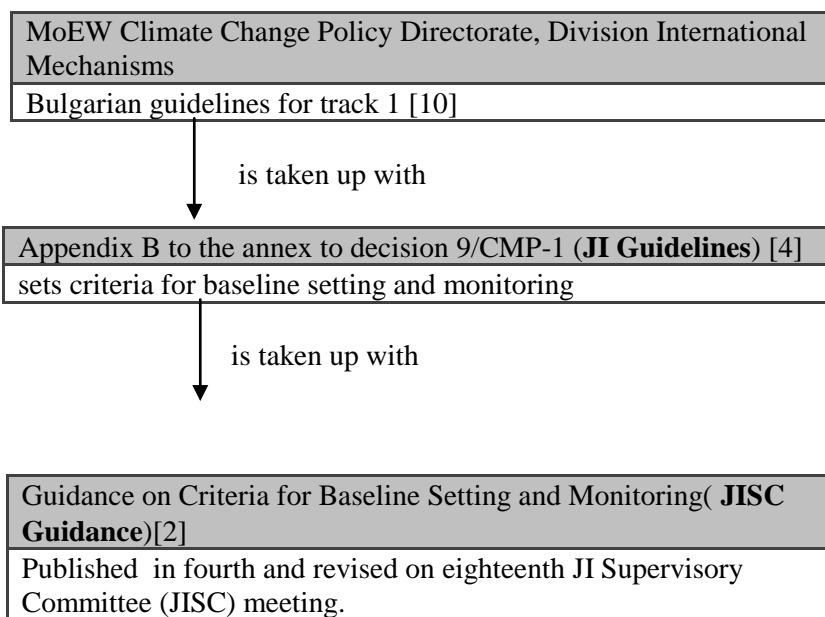 MoEW Climate Change Policy Directorate, Division International
Mechanisms
Bulgarian guidelines for track 1 [10]
is taken up with
Appendix B to the annex to decision 9/CMP-1 (JI Guidelines) [4]
sets criteria for baseline setting and monitoring
is taken up with
Guidance on Criteria for Baseline Setting and Monitoring( JISC
Guidance)[2]
Published in fourth and revised on eighteenth JI Supervisory
Committee (JISC) meeting.